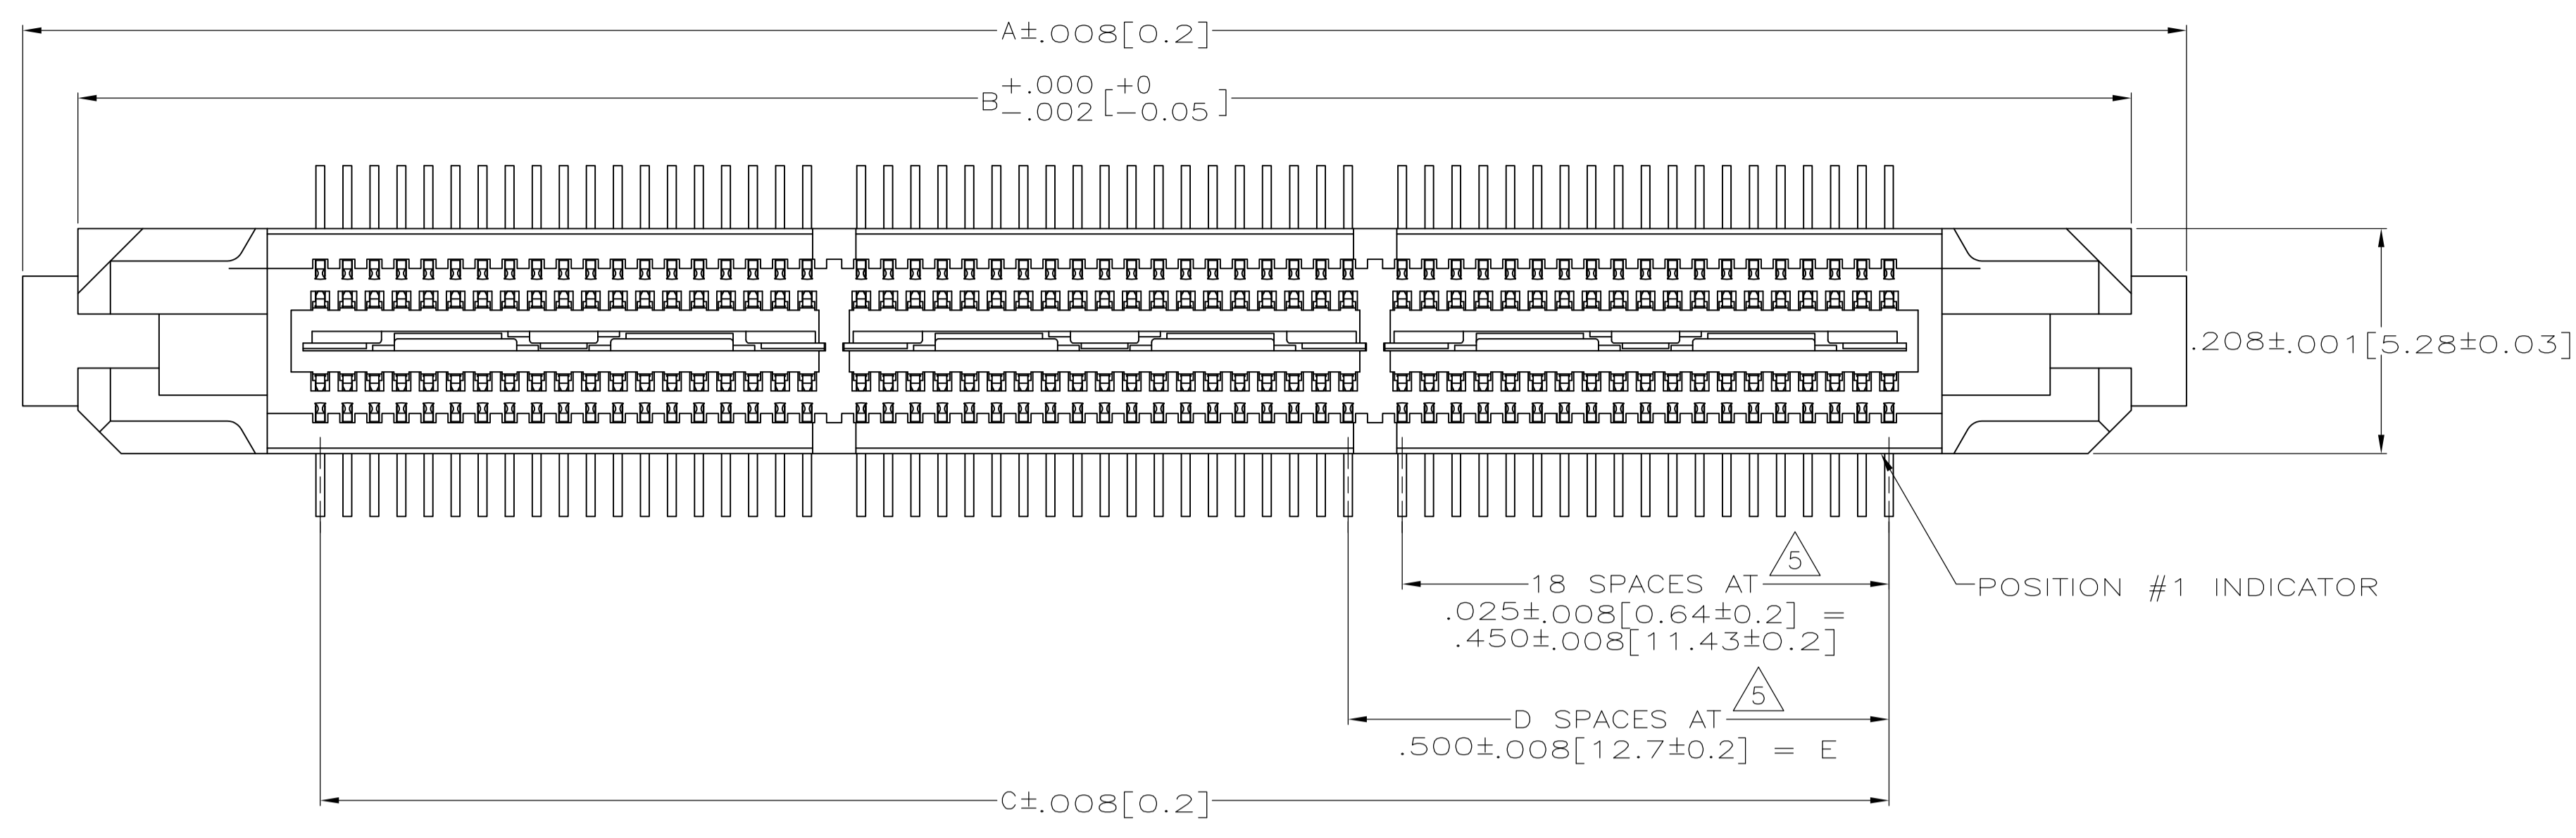 A±.008[0.2]
B+.000 -.002 [+0 -0.05]
.208±.001[5.28±0.03]
5
18 SPACES AT
.025±.008[0.64±0.2] =
.450±.008[11.43±0.2]
POSITION #1 INDICATOR
5
D SPACES AT
.500±.008[12.7±0.2] = E
C±.008[0.2]